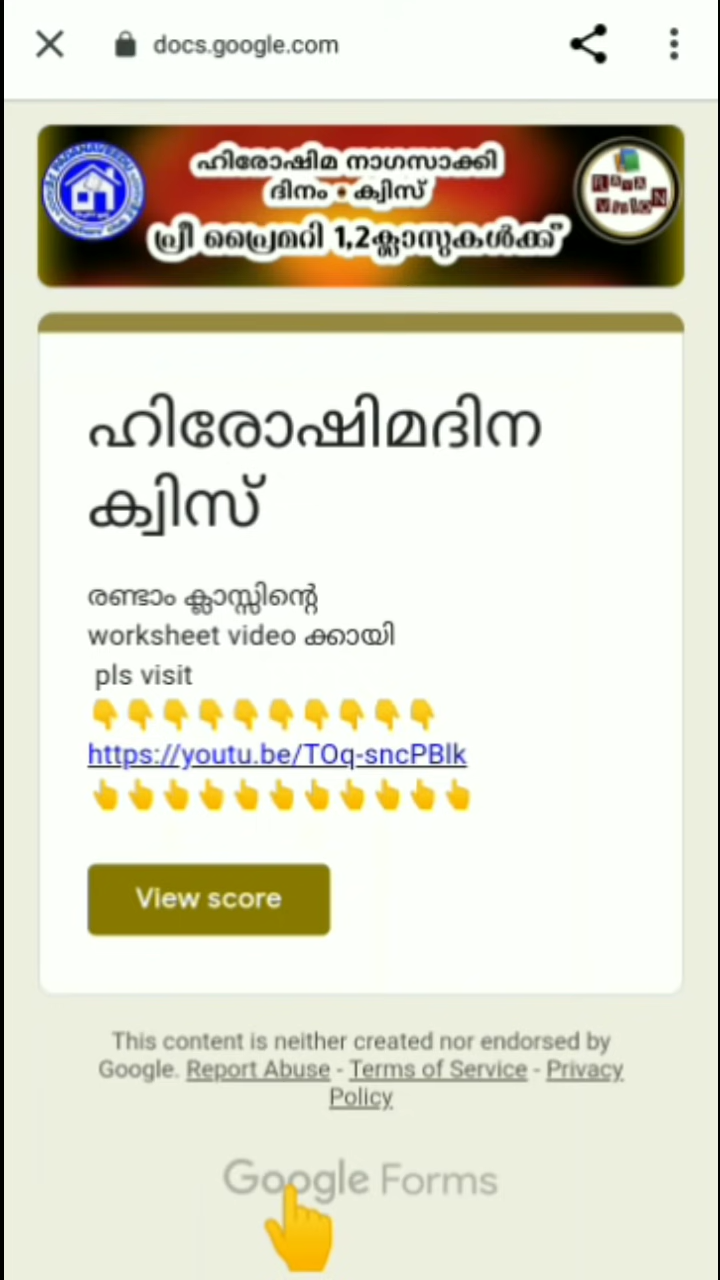 docs.google.com
ഹിരോഷിമ നാഗസാക്കി
ദിനം • ക്വിസ്
പ്രീ പ്രൈമറി 1,2ക്ലാസ്സുകൾക്ക്
ഹിരോഷിമദിന
ക്വിസ്
രണ്ടാം ക്ലാസ്സിന്റെ
worksheet video ക്കായി
pls visit
👇👇👇👇👇👇👇👇👇👇
https://youtu.be/TOq-sncPBlk
👆👆👆👆👆👆👆👆👆👆👆
View score
This content is neither created nor endorsed by
Google. Report Abuse - Terms of Service - Privacy
Policy
Google Forms